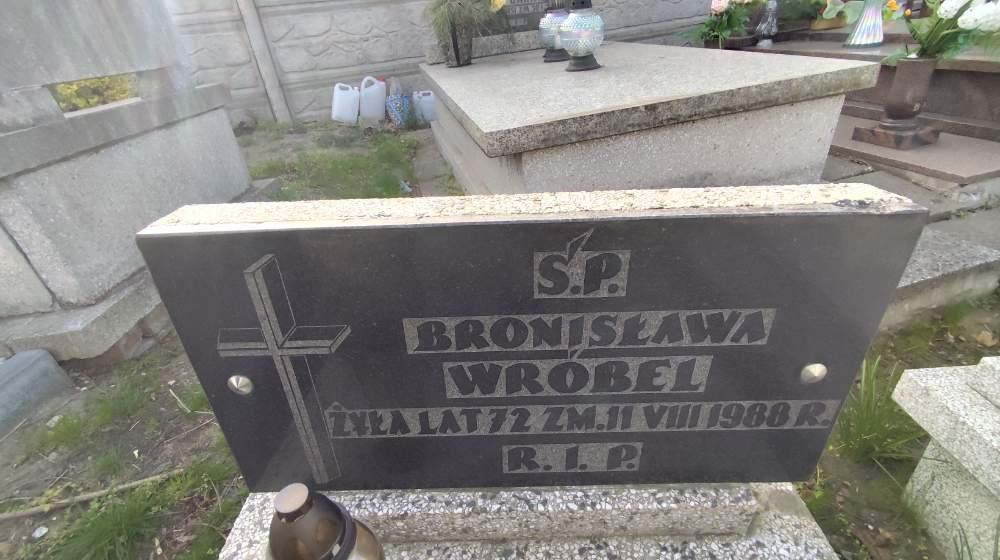 Ś.P.
BRONISŁAWA
WRÓBEL
ŻYŁA LAT 72 ZM. 11 VIII 1988 R.
R. I. P.